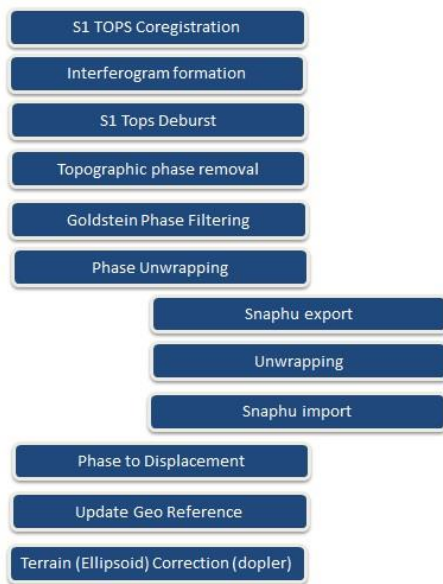 S1 TOPS Coregistration
Interferogram formation
S1 Tops Deburst
Topographic phase removal
Goldstein Phase Filtering
Phase Unwrapping
Snaphu export
Unwrapping
Snaphu import
Phase to Displacement
Update Geo Reference
Terrain (Ellipsoid) Correction (dopler)